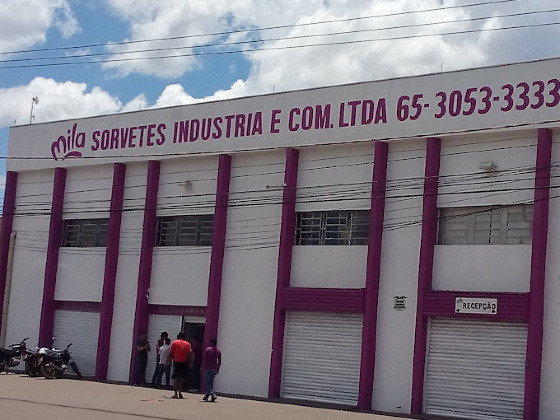 mila SORVETES INDUSTRIA E COM. LTDA 65-3053-3333
RECEPÇÃO